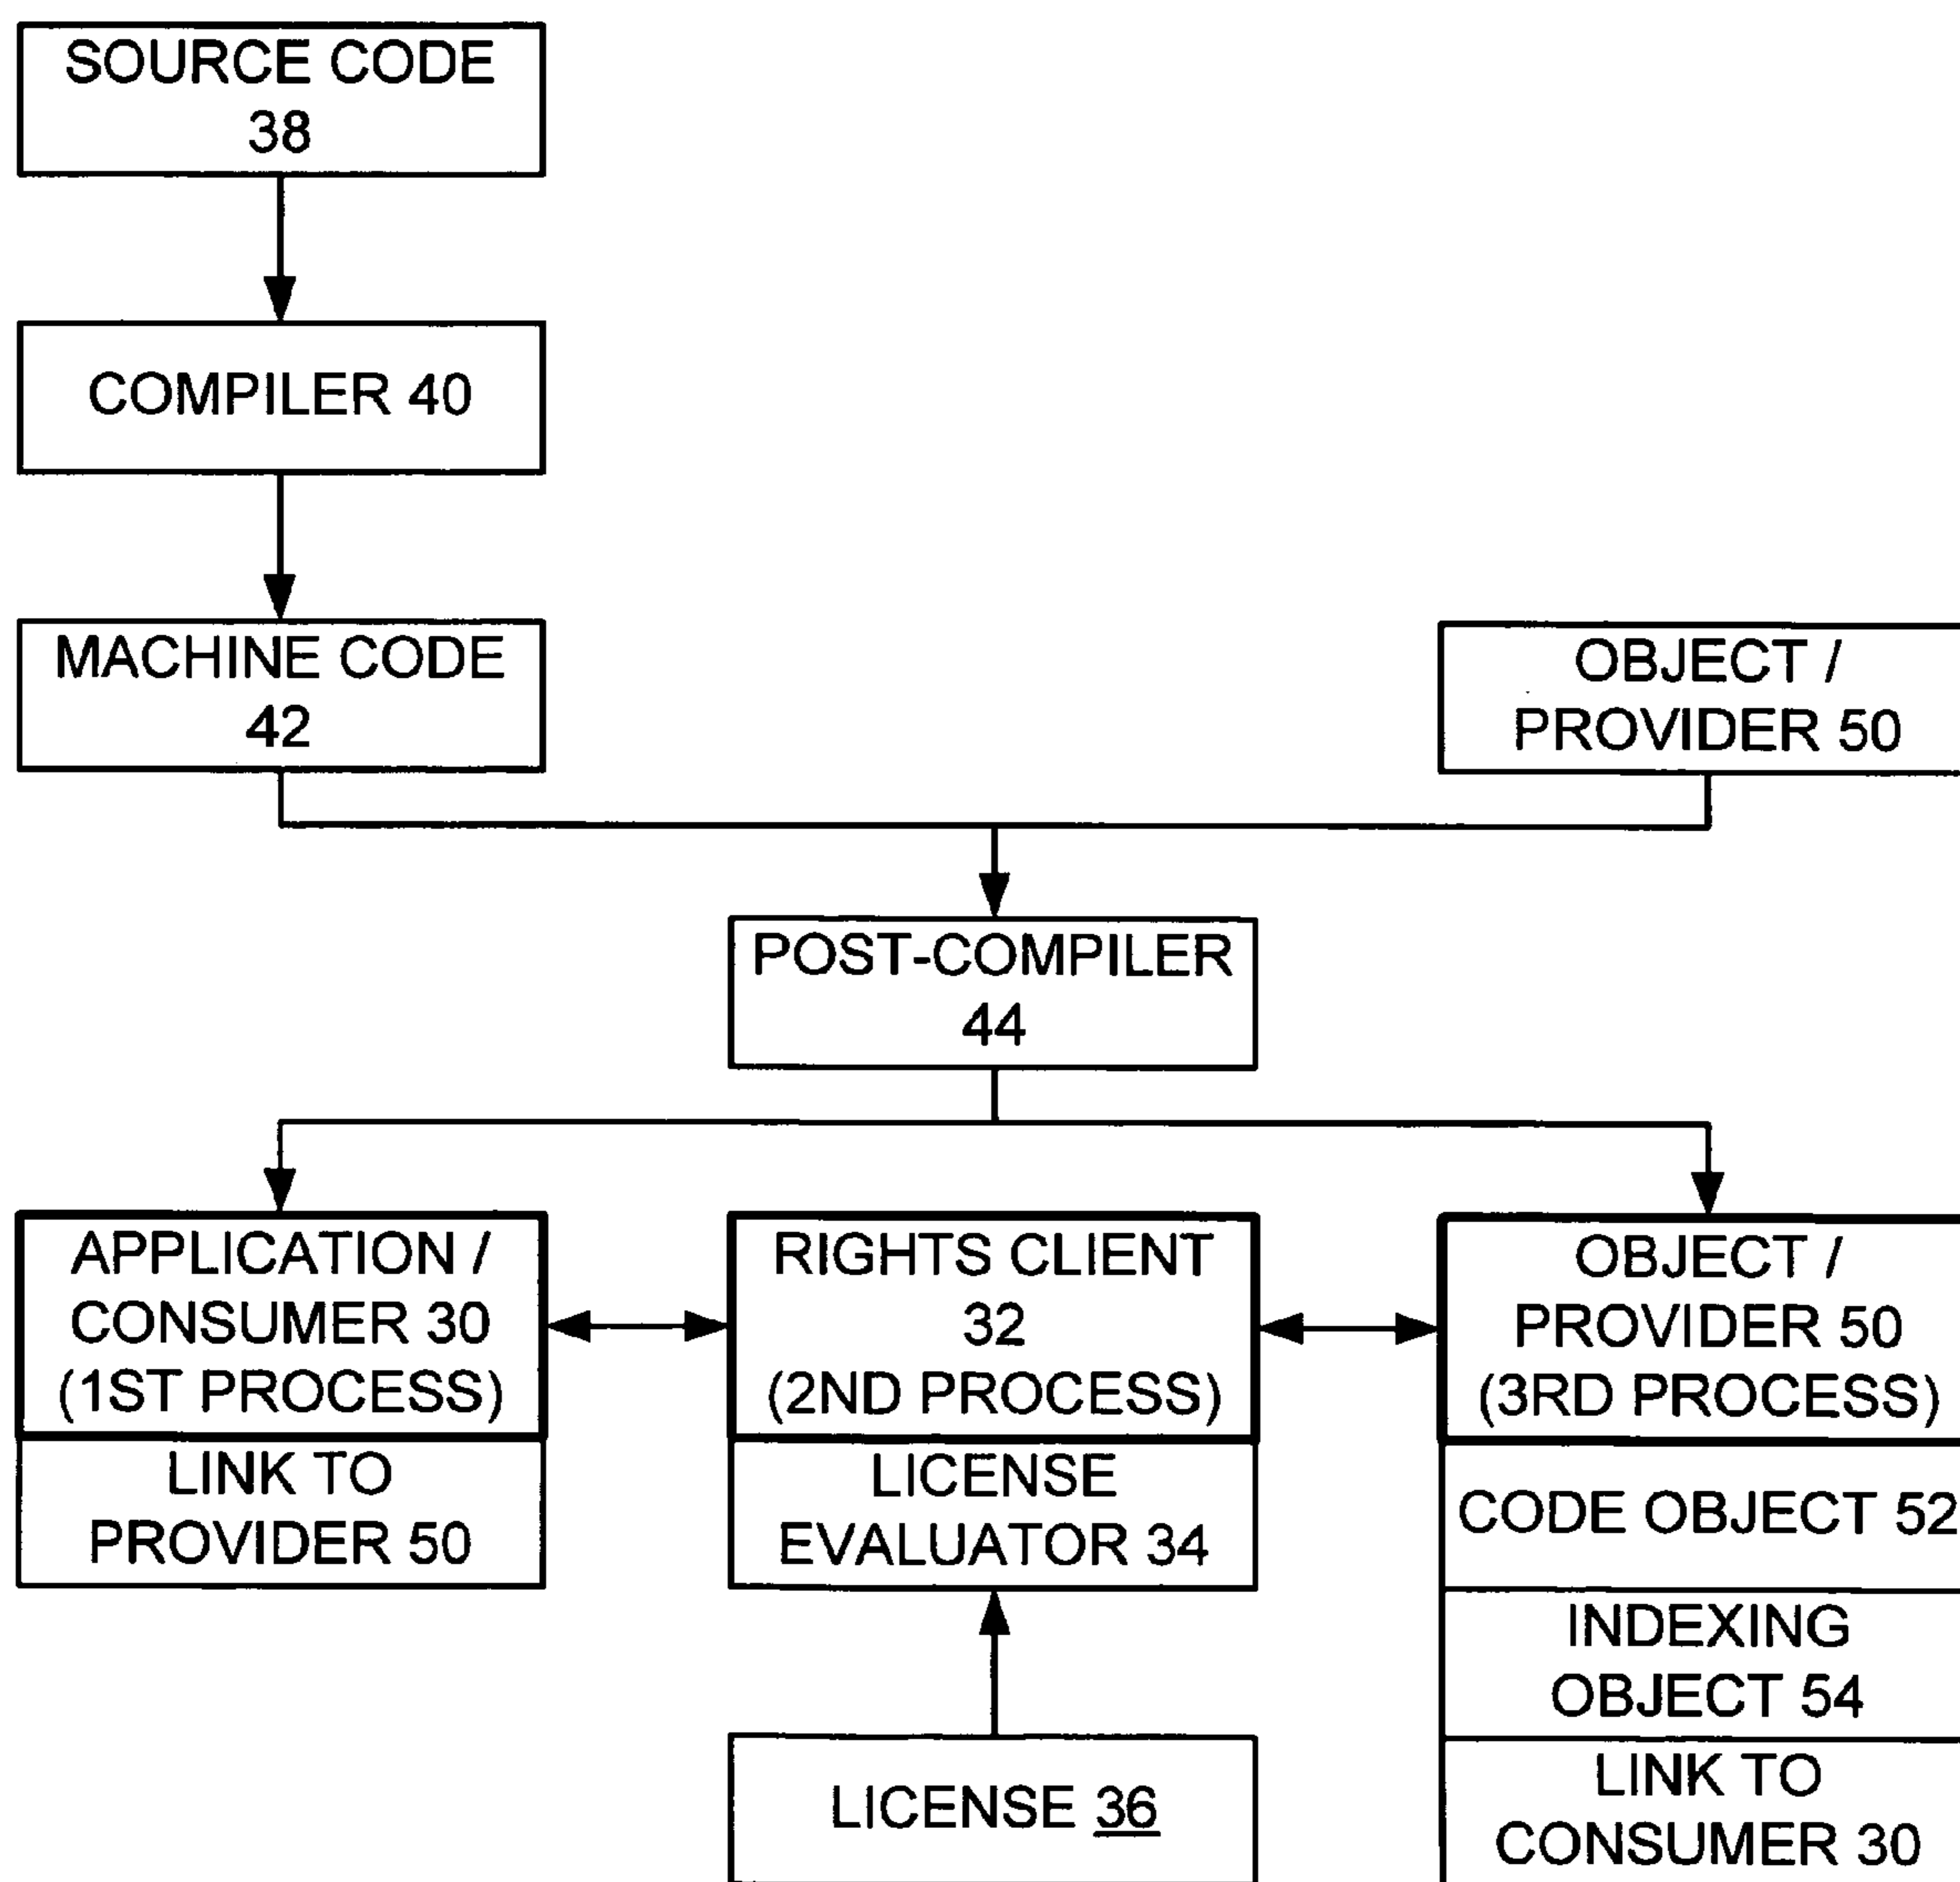 SOURCE CODE
38
COMPILER 40
MACHINE CODE
42
OBJECT /
PROVIDER 50
POST-COMPILER
44
APPLICATION /
CONSUMER 30
(1ST PROCESS)
LINK TO
PROVIDER 50
RIGHTS CLIENT
32
(2ND PROCESS)
LICENSE
EVALUATOR 34
LICENSE 36
OBJECT /
PROVIDER 50
(3RD PROCESS)
CODE OBJECT 52
INDEXING
OBJECT 54
LINK TO
CONSUMER 30